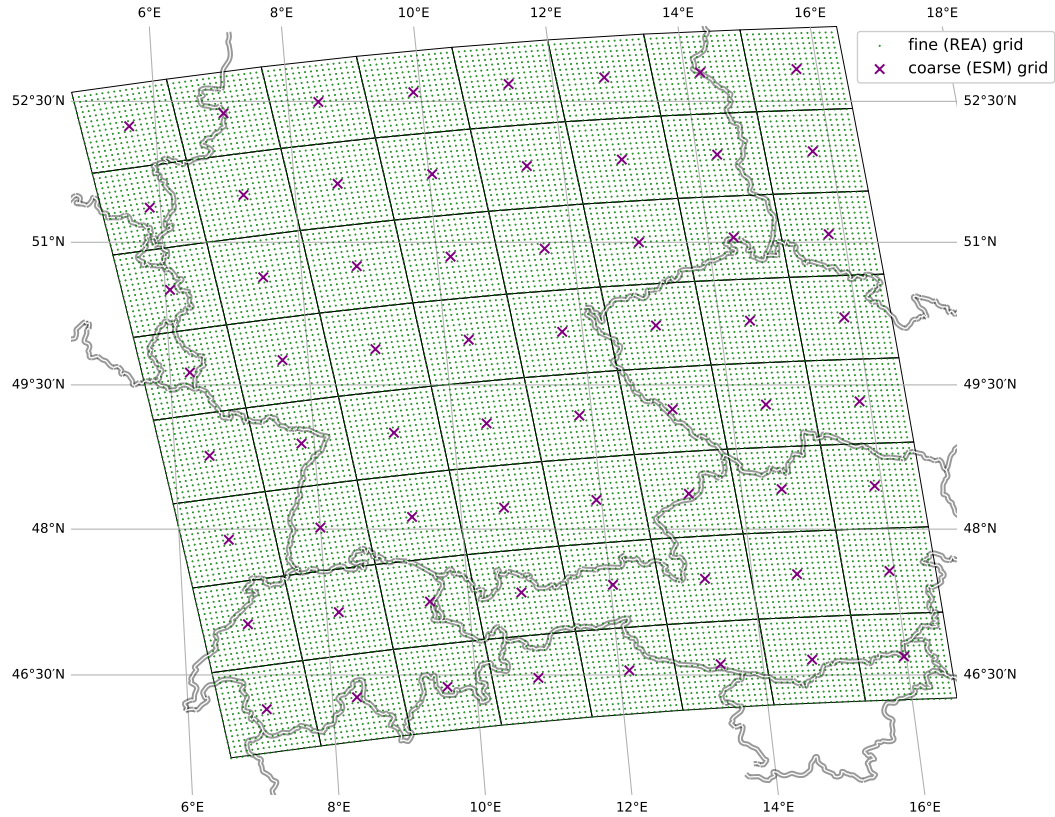 6°E 8°E 10°E 12°E 14°E 16°E 18°E
fine (REA) grid
coarse (ESM) grid
52°30′N 52°30′N
51°N 51°N
49°30′N 49°30′N
48°N 48°N
46°30′N 46°30′N
6°E 8°E 10°E 12°E 14°E 16°E